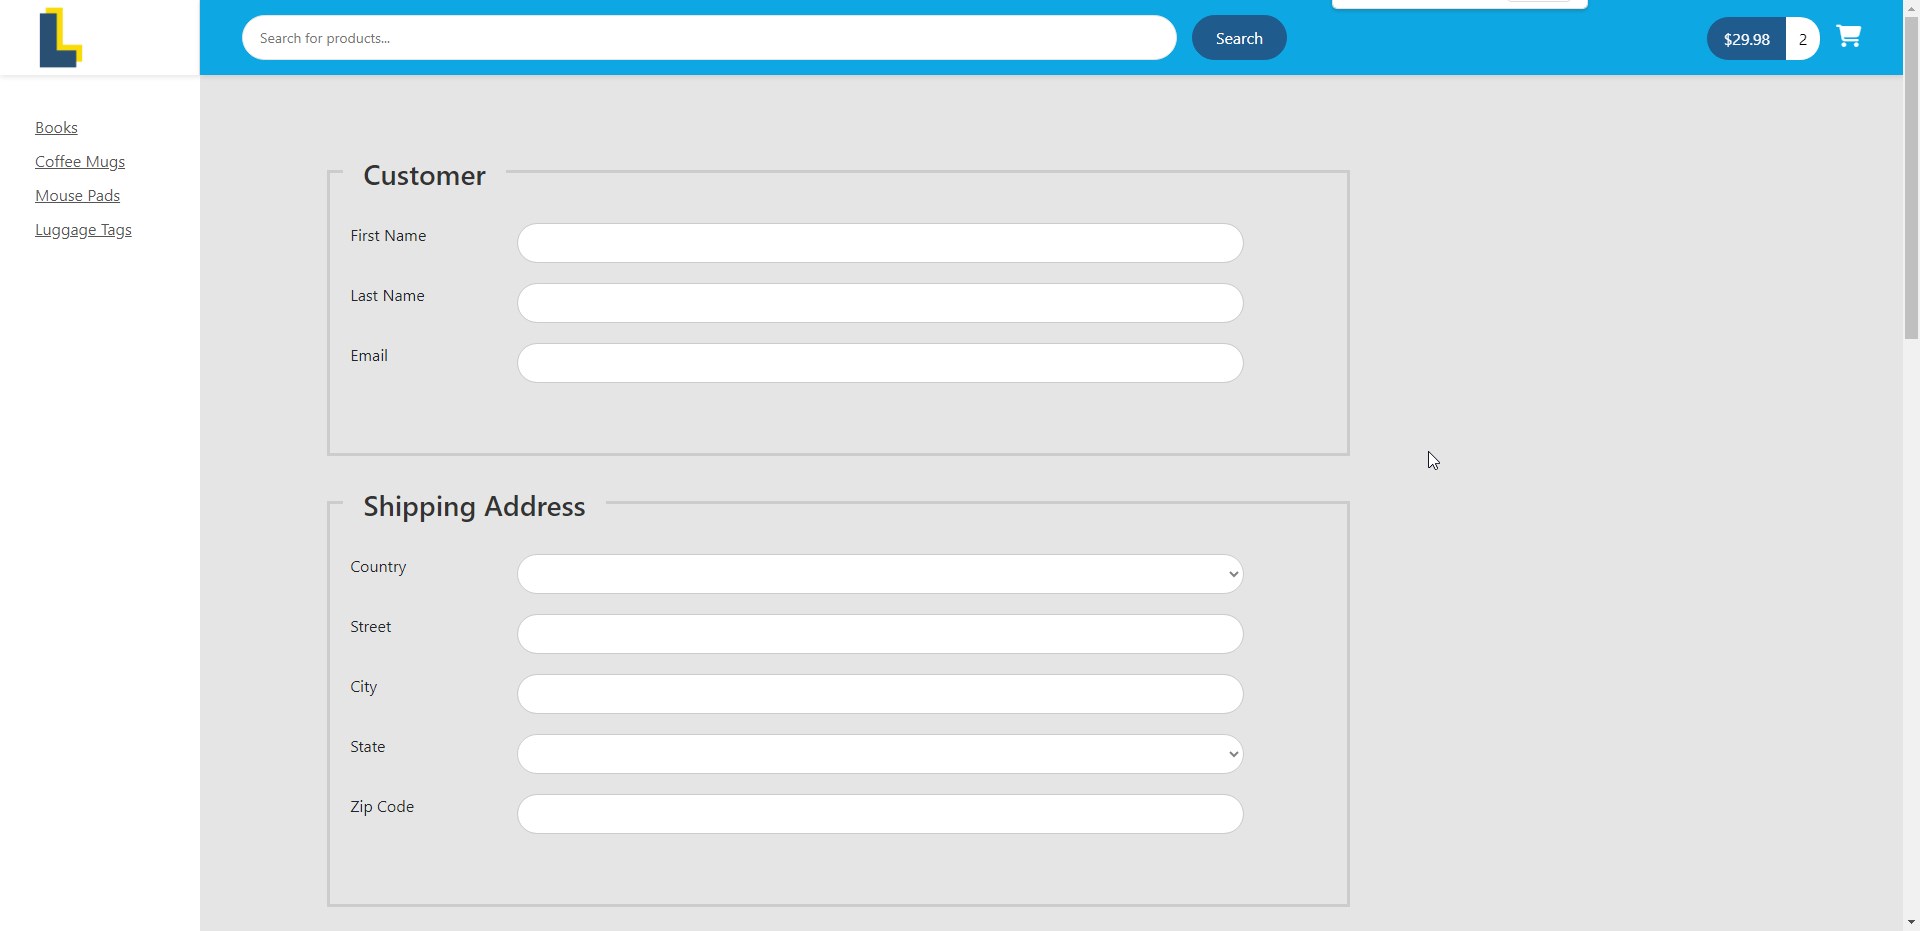 L
Search for products...
Search
$29.98
2
Books
Coffee Mugs
Mouse Pads
Luggage Tags
Customer
First Name
Last Name
Email
Shipping Address
Country
Street
City
State
Zip Code